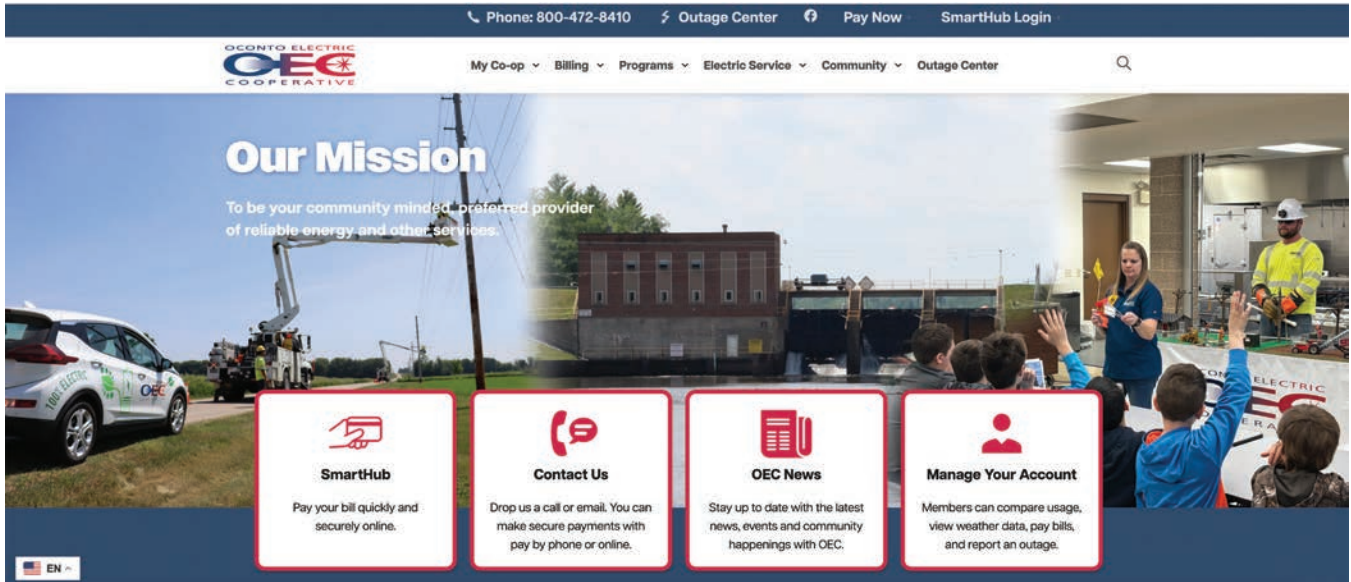 Phone: 800-472-8410 Outage Center Pay Now SmartHub Login
OCONTO ELECTRIC
OEC
COOPERATIVE
My Co-op Billing Programs Electric Service Community Outage Center
Our Mission
To be your community minded, preferred provider
of reliable energy and other services.
100% ELECTRIC
OEC
CONTO ELECTRIC
OEC
OPERA
SmartHub
Pay your bill quickly and
securely online.
Contact Us
Drop us a call or email. You can
make secure payments with
pay by phone or online.
OEC News
Stay up to date with the latest
news, events and community
happenings with OEC.
Manage Your Account
Members can compare usage,
view weather data, pay bills,
and report an outage.
EN